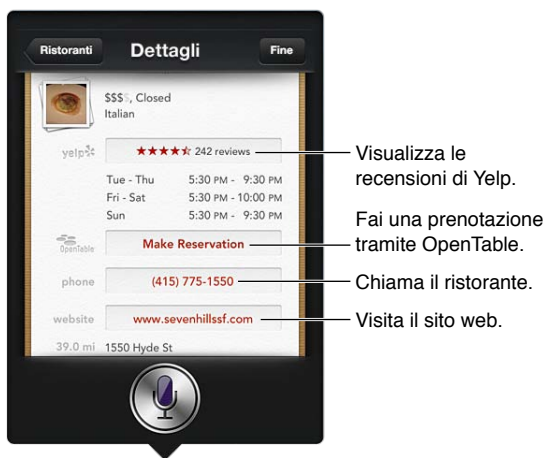 Ristoranti
Dettagli
Fine
$$$$, Closed
Italian
yelp
242 reviews
Tue - Thu 5:30 PM - 9:30 PM
Fri - Sat 5:30 PM - 10:00 PM
Sun 5:30 PM - 9:30 PM
OpenTable
Make Reservation
phone
(415) 775-1550
website
www.sevenhillssf.com
39.0 mi 1550 Hyde St
Visualizza le
recensioni di Yelp.
Fai una prenotazione
tramite OpenTable.
Chiama il ristorante.
Visita il sito web.